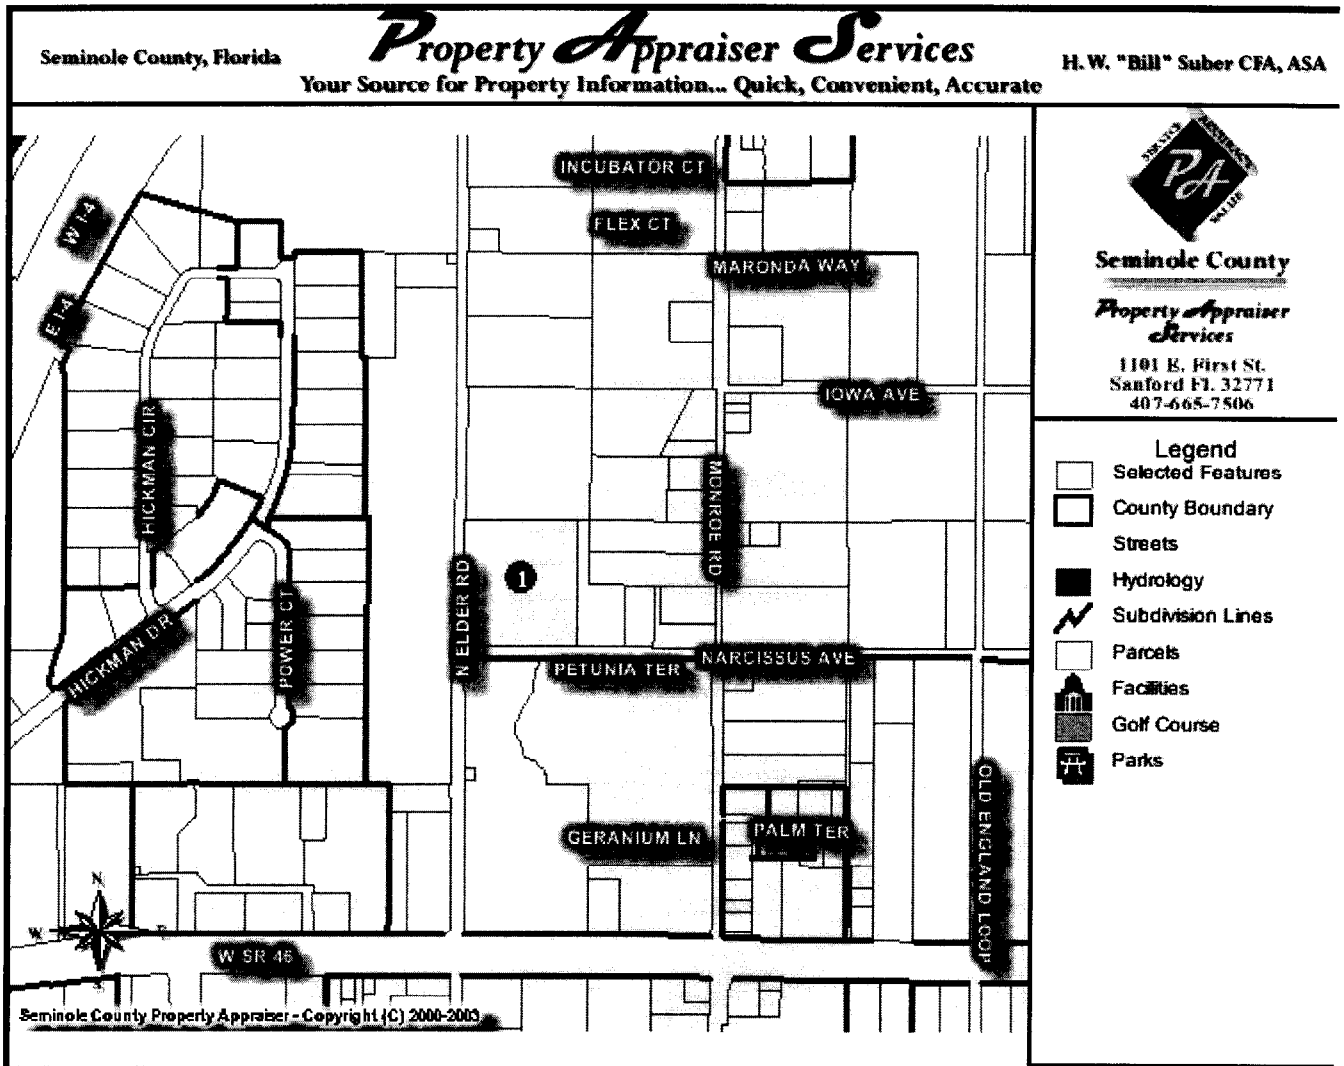 Seminole County, Florida
Property Appraiser Services
Your Source for Property Information... Quick, Convenient, Accurate
H.W. "Bill" Suber CFA, ASA
INCUBATOR CT
FLEX CT
MARONDA WAY
W I-4
E I-4
IOWA AVE
HICKMAN CIR
MONROE RD
N ELDER RD
1
POWER CT
HICKMAN DR
PETUNIA TER
NARCISSUS AVE
GERANIUM LN
PALM TER
OLD ENGLAND LOOP
W SR 46
N
W
E
S
Seminole County Property Appraiser - Copyright (C) 2000-2003
PA
Seminole County
Property Appraiser
Services
1101 E. First St.
Sanford Fl. 32771
407-665-7506
Legend
Selected Features
County Boundary
Streets
Hydrology
Subdivision Lines
Parcels
Facilities
Golf Course
Parks